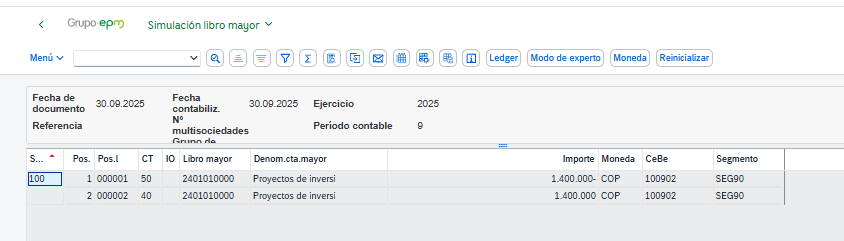 Grupo·epm Simulación libro mayor
Menú Ledger Modo de experto Moneda Reinicializar
Fecha de documento 30.09.2025 Fecha contabiliz. 30.09.2025 Ejercicio 2025
Referencia Nº multisociedades Período contable 9
Grupo de
S... Pos. Pos.l CT IO Libro mayor Denom.cta.mayor Importe Moneda CeBe Segmento
100 1 000001 50 2401010000 Proyectos de inversi 1.400.000- COP 100902 SEG90
2 000002 40 2401010000 Proyectos de inversi 1.400.000 COP 100902 SEG90